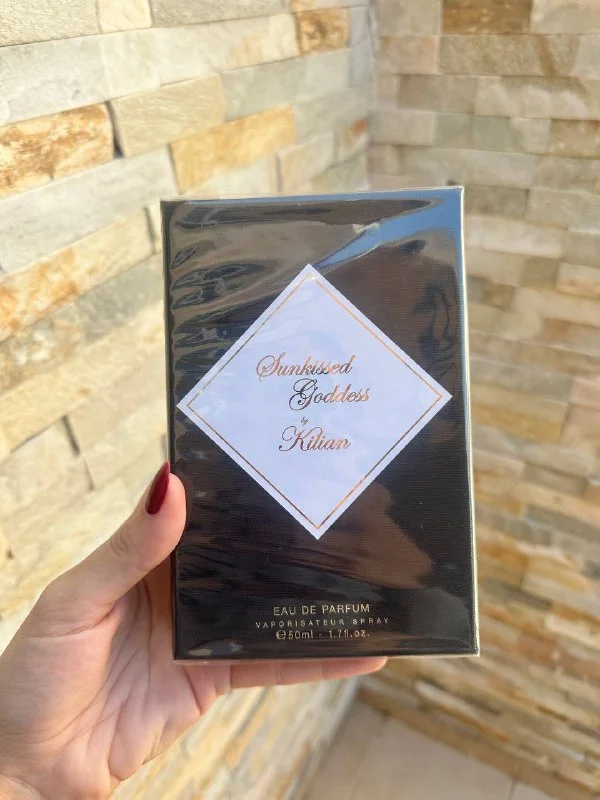 Sunkissed
Goddess
by
Kilian
EAU DE PARFUM
VAPORISATEUR SPRAY
℮50ml - 1.7fl.oz.